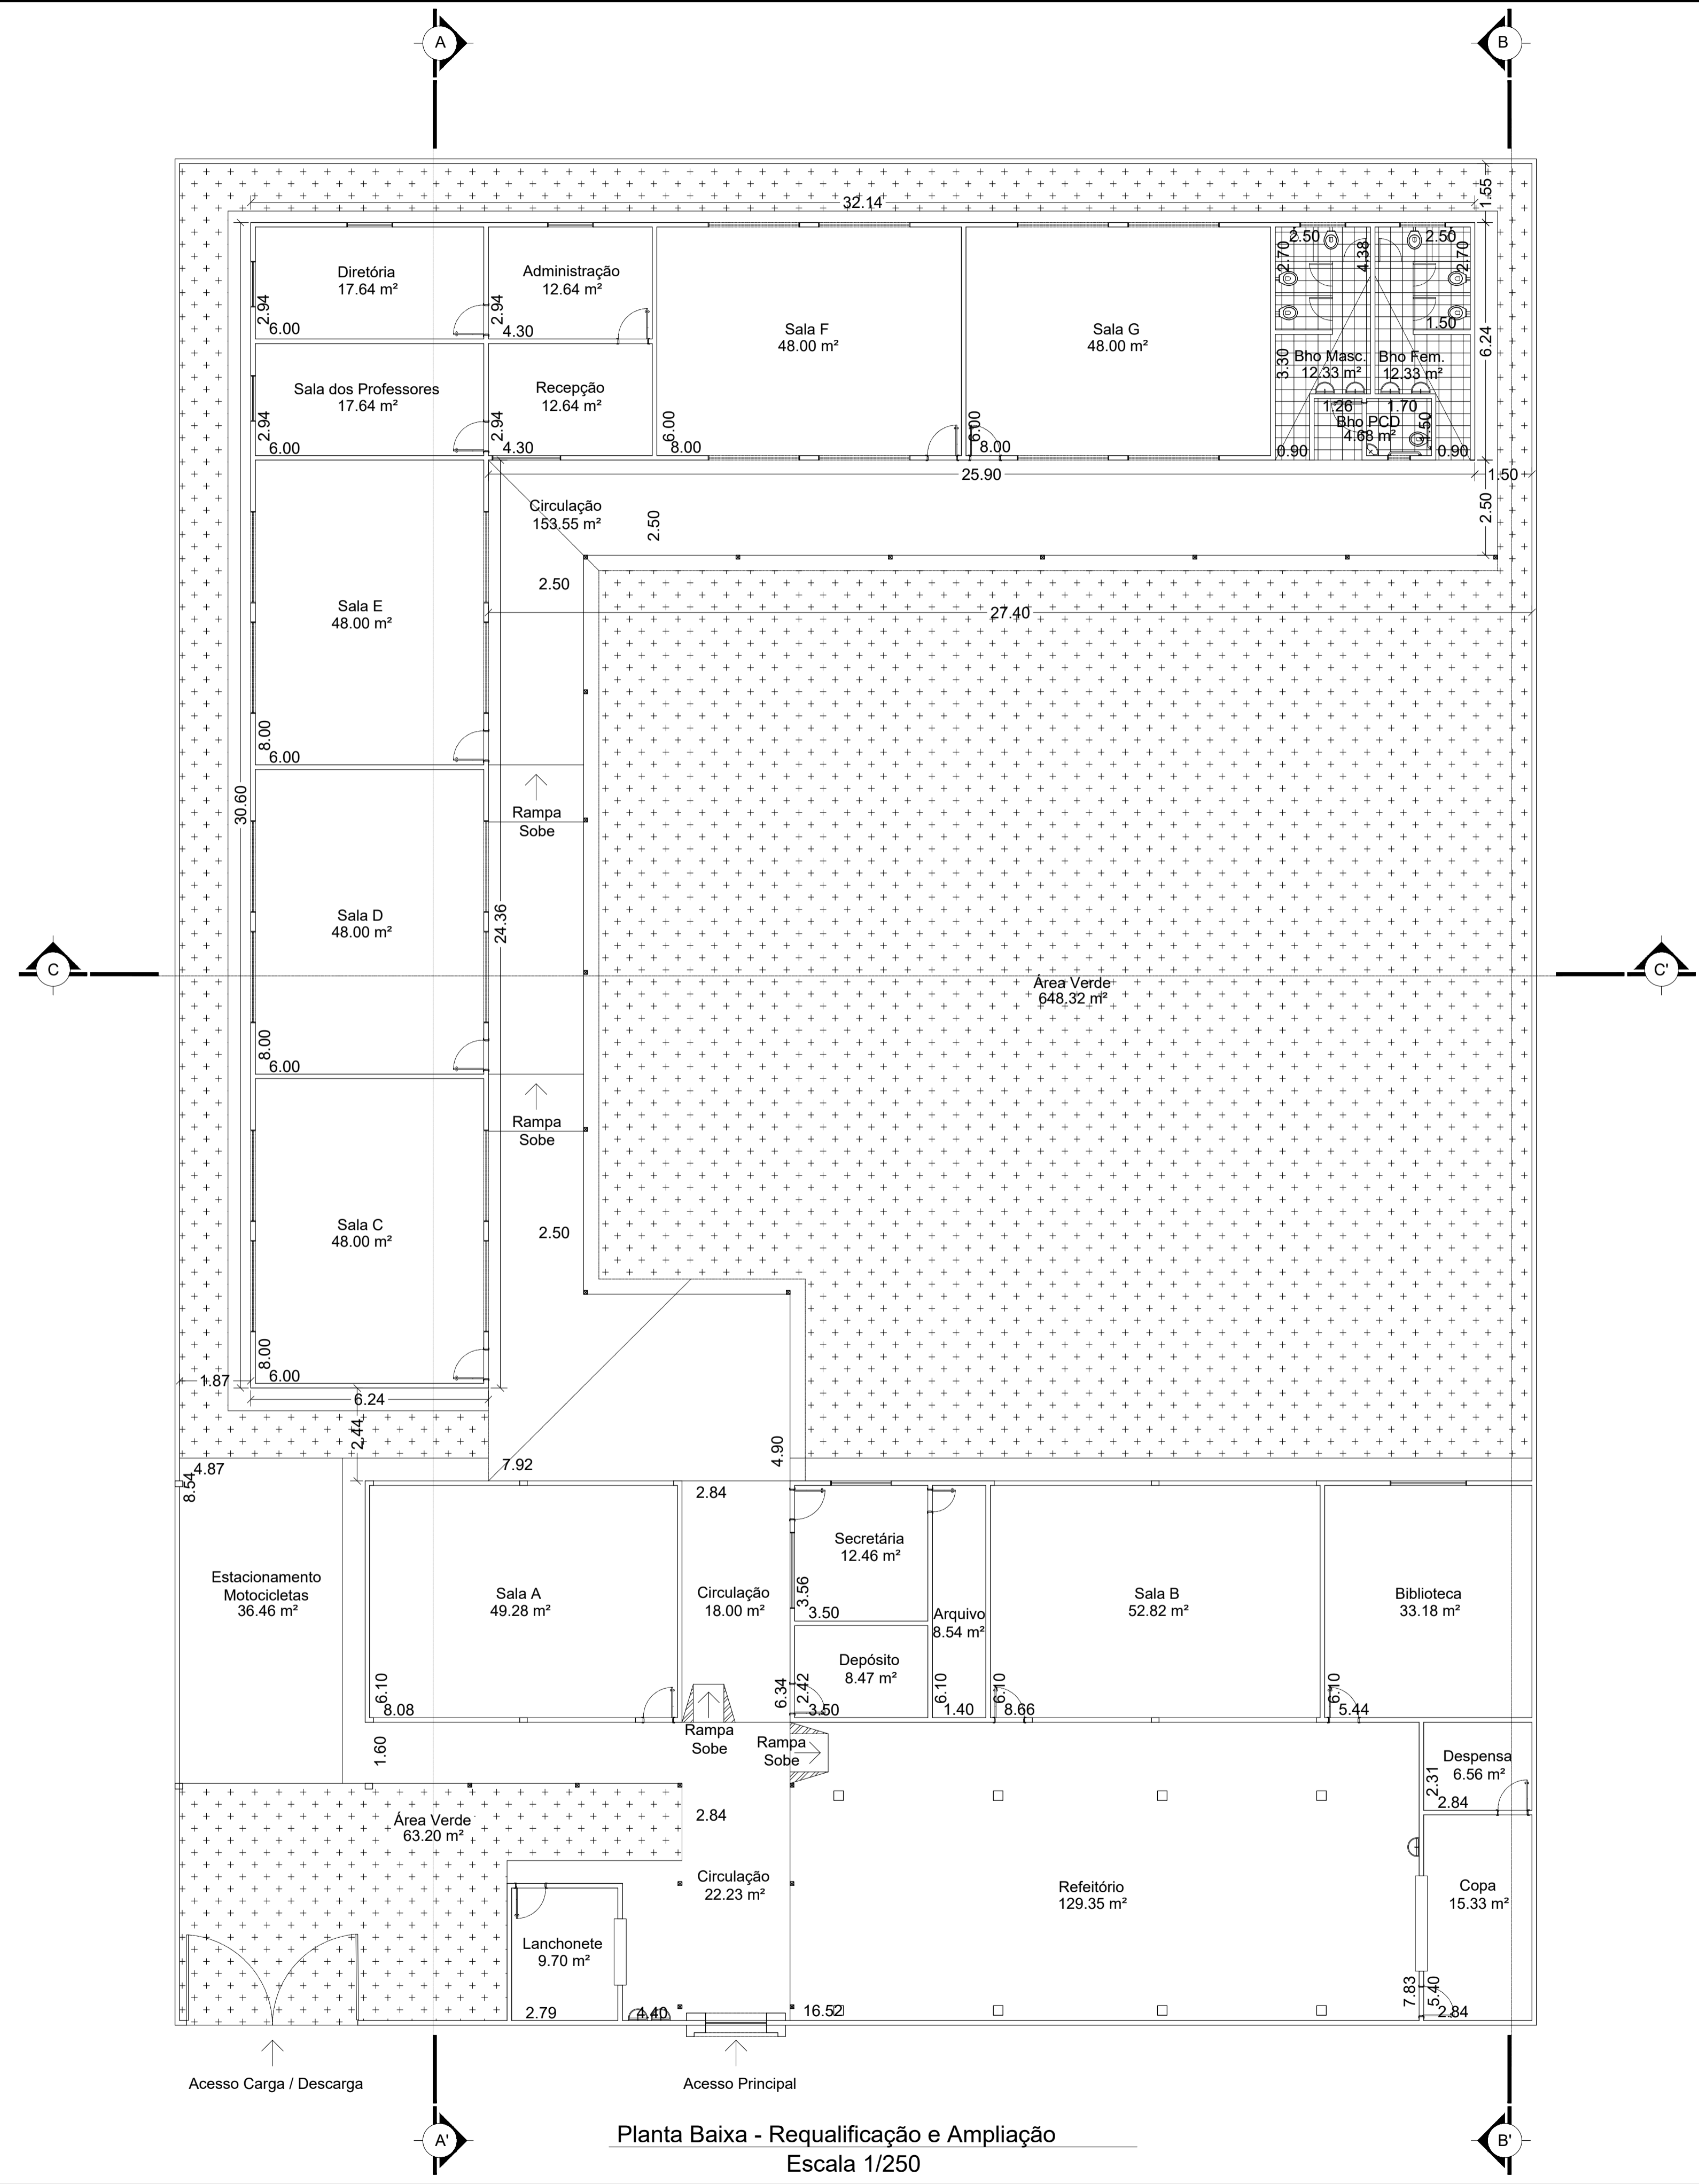 A
B
1.55
32.14
Diretória
17.64 m²
2.94
6.00
Administração
12.64 m²
2.94
4.30
Sala F
48.00 m²
6.00
8.00
Sala G
48.00 m²
6.00
8.00
2.50
2.70
4.38
2.50
2.70
1.50
6.24
Sala dos Professores
17.64 m²
2.94
6.00
Recepção
12.64 m²
2.94
4.30
3.30
Bho Masc.
12.33 m²
Bho Fem.
12.33 m²
1.26
1.70
Bho PCD
4.68 m²
0.90
0.90
25.90
1.50
2.50
Circulação
153.55 m²
2.50
2.50
27.40
Sala E
48.00 m²
8.00
6.00
30.60
Rampa
Sobe
Sala D
48.00 m²
24.36
8.00
6.00
C
C'
Área Verde
648.32 m²
Rampa
Sobe
Sala C
48.00 m²
2.50
8.00
6.00
1.87
6.24
2.44
4.90
4.87
7.92
8.54
2.84
Estacionamento
Motocicletas
36.46 m²
Sala A
49.28 m²
6.10
8.08
Circulação
18.00 m²
Secretária
12.46 m²
3.56
3.50
Arquivo
8.54 m²
6.10
1.40
Depósito
8.47 m²
6.34
2.42
3.50
Sala B
52.82 m²
6.10
8.66
Biblioteca
33.18 m²
6.10
5.44
1.60
Rampa
Sobe
Rampa
Sobe
Despensa
6.56 m²
2.31
2.84
Área Verde
63.20 m²
2.84
Circulação
22.23 m²
Refeitório
129.35 m²
Copa
15.33 m²
Lanchonete
9.70 m²
2.79
4.40
16.52
7.83
5.40
2.84
Acesso Carga / Descarga
Acesso Principal
A'
B'
Planta Baixa - Requalificação e Ampliação
Escala 1/250